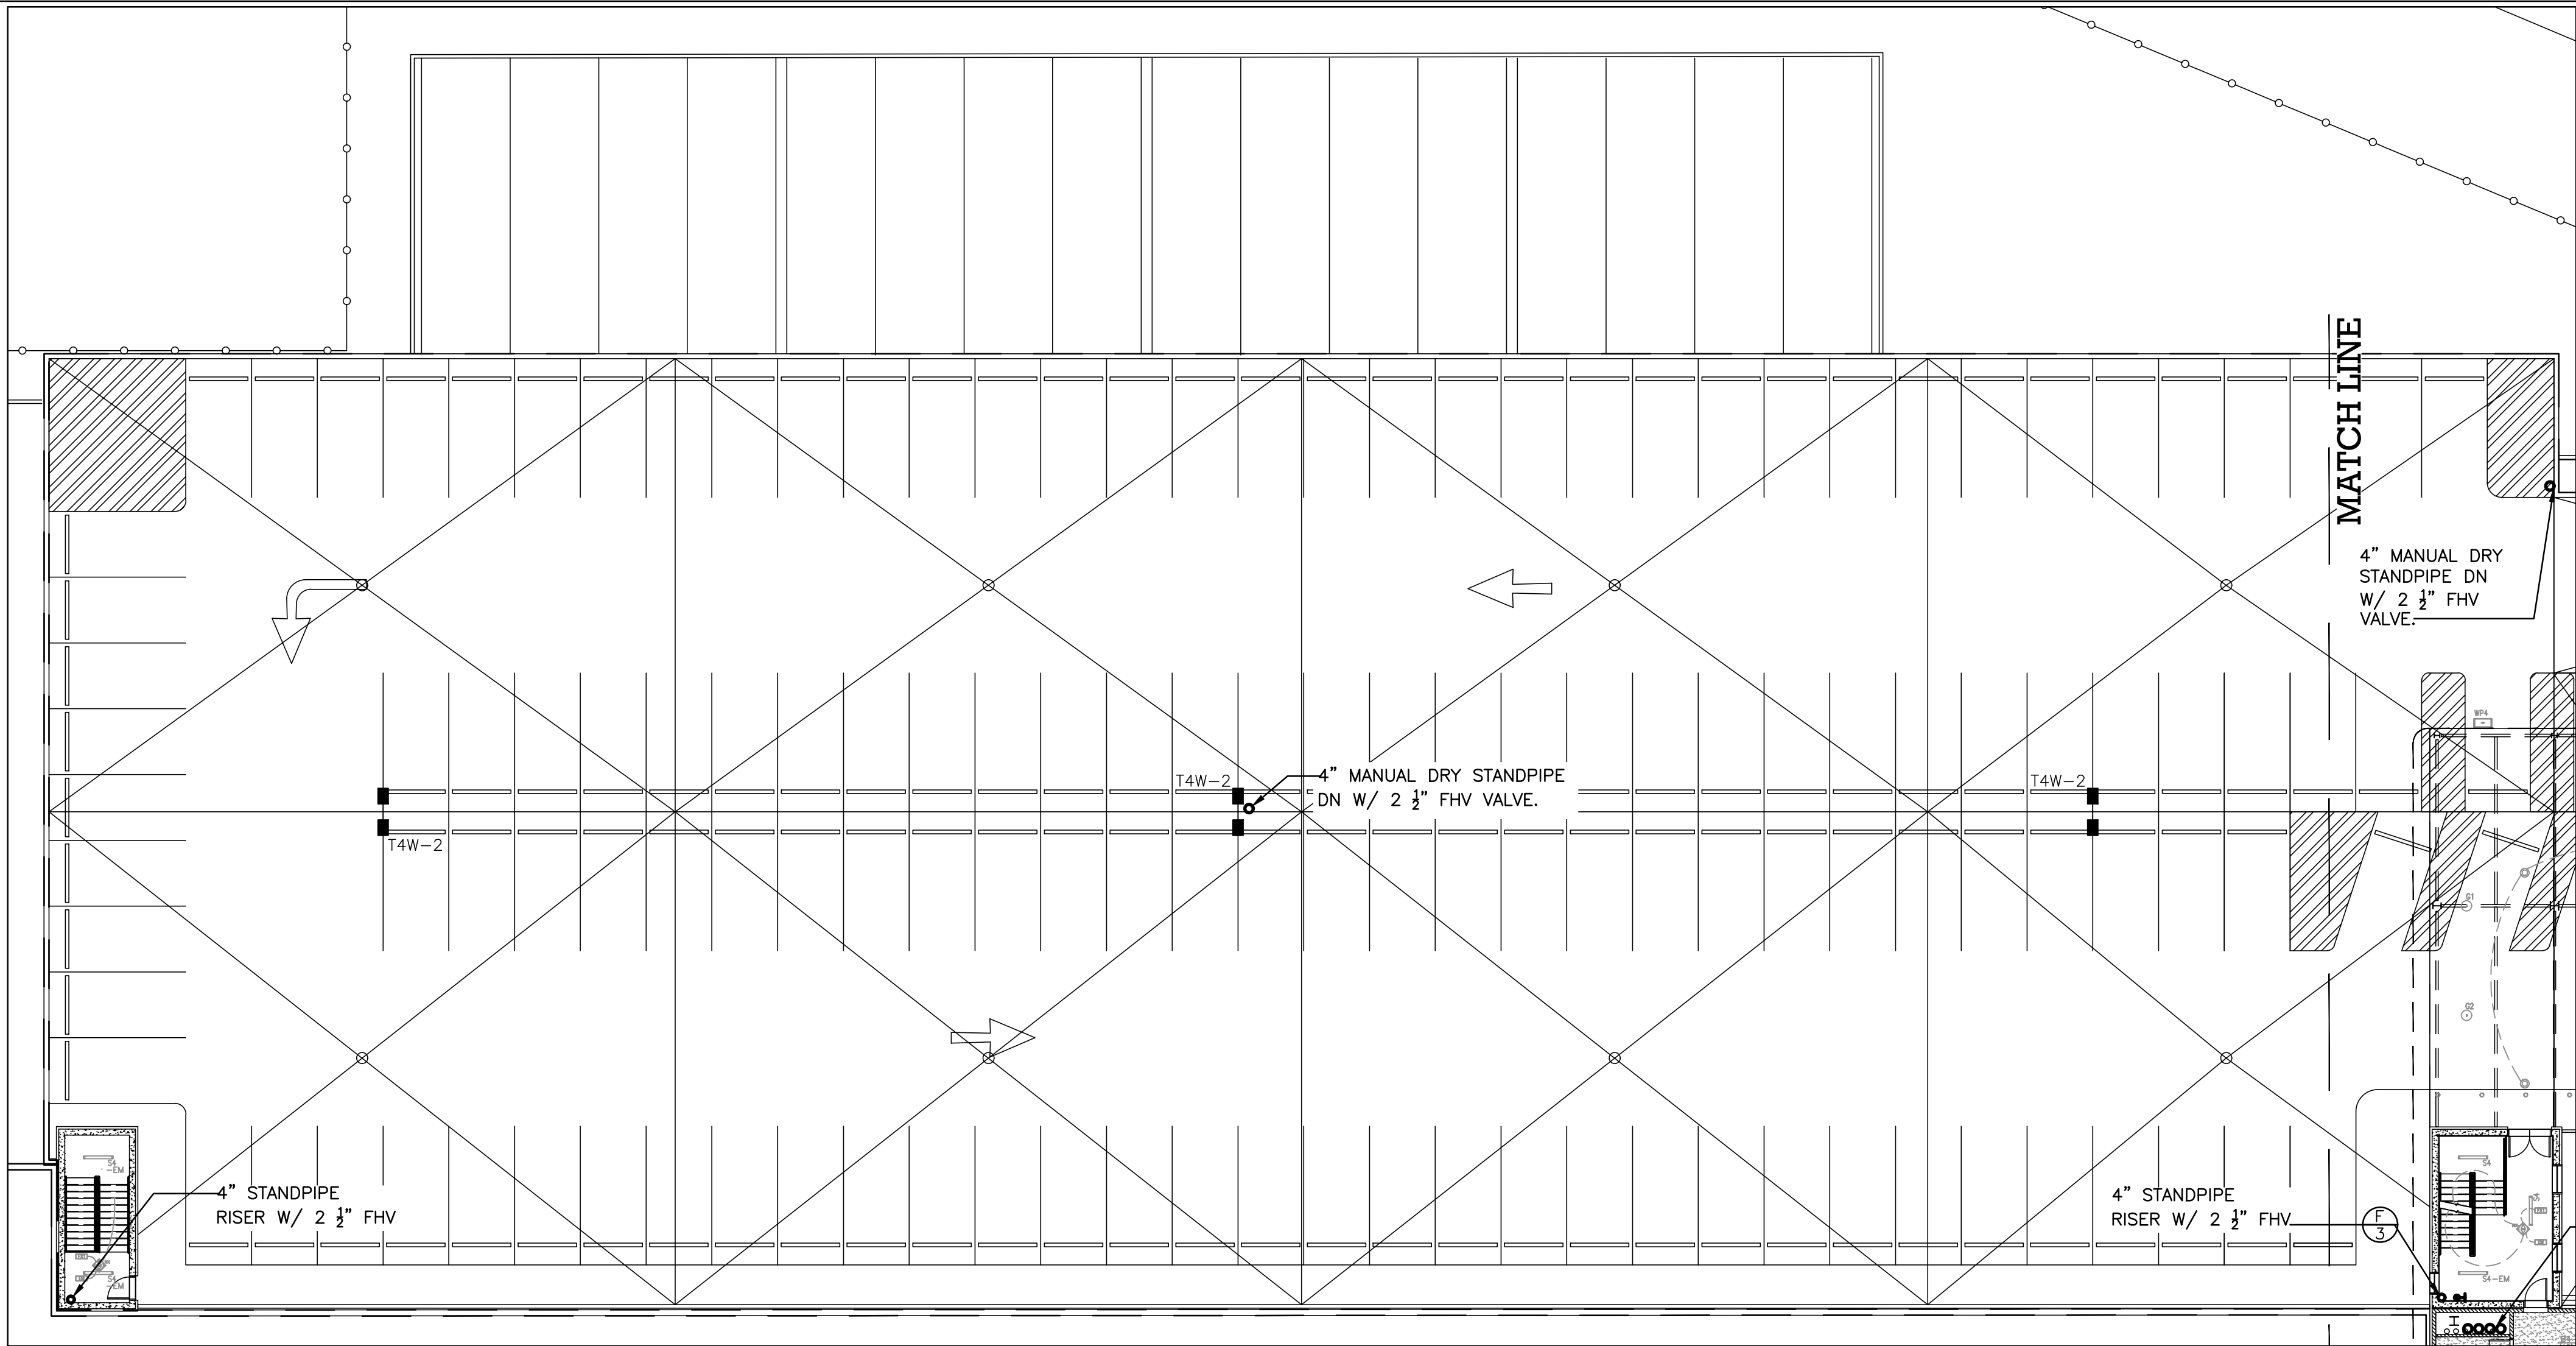 MATCH LINE
4" MANUAL DRY
STANDPIPE DN
W/ 2 ½" FHV
VALVE.
WP4
T4W-2
4" MANUAL DRY STANDPIPE
DN W/ 2 ½" FHV VALVE.
T4W-2
T4W-2
G1
G2
S4
-EM
4" STANDPIPE
RISER W/ 2 ½" FHV
S4
-EM
4" STANDPIPE
RISER W/ 2 ½" FHV
F
3
S4
S4
S4-EM